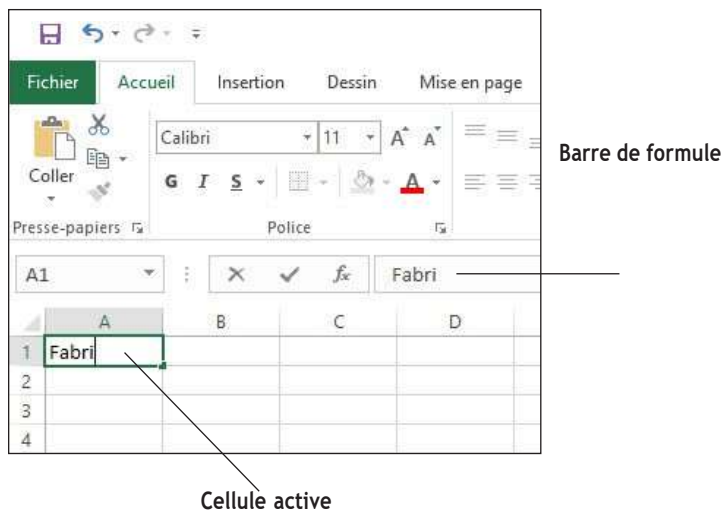 Fichier Accueil Insertion Dessin Mise en page
Calibri 11 A A
Coller
G I S A
Presse-papiers Police
Barre de formule
A1 fx Fabri
A B C D
1 Fabri
2
3
4
Cellule active